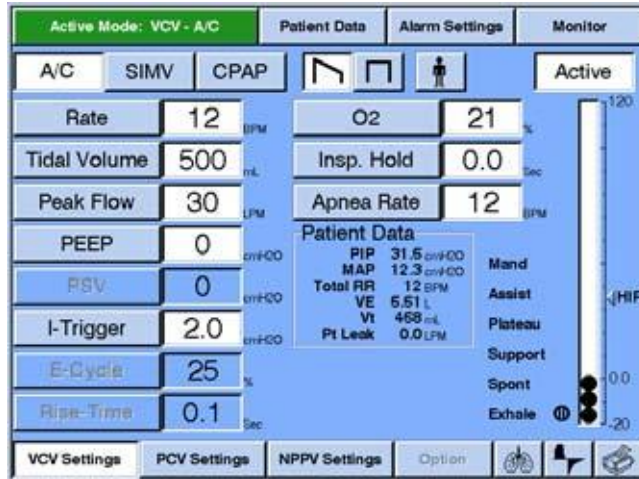 Active Mode: VCV - A/C Patient Data Alarm Settings Monitor
A/C SIMV CPAP Active
Rate 12 BPM O2 21 %
120
Tidal Volume 500 mL Insp. Hold 0.0 Sec
Peak Flow 30 LPM Apnea Rate 12 BPM
PEEP 0 cmH2O
Patient Data
PIP 31.5 cmH2O
MAP 12.3 cmH2O
Total RR 12 BPM
VE 5.51 L
Vt 468 mL
Pt Leak 0.0 LPM
PSV 0 cmH2O
I-Trigger 2.0 cmH2O
E-Cycle 25 %
Rise-Time 0.1 Sec
Mand
Assist
Plateau
Support
Spont
Exhale
0.0
-20
VCV Settings PCV Settings NPPV Settings Option